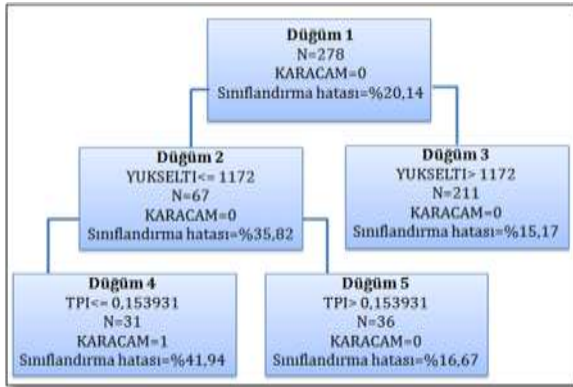 Düğüm 1
N=278
KARACAM=0
Sınıflandırma hatası=%20,14
Düğüm 2
YUKSELTI<= 1172
N=67
KARACAM=0
Sınıflandırma hatası=%35,82
Düğüm 3
YUKSELTI> 1172
N=211
KARACAM=0
Sınıflandırma hatası=%15,17
Düğüm 4
TPI<= 0,153931
N=31
KARACAM=1
Sınıflandırma hatası=%41,94
Düğüm 5
TPI> 0,153931
N=36
KARACAM=0
Sınıflandırma hatası=%16,67